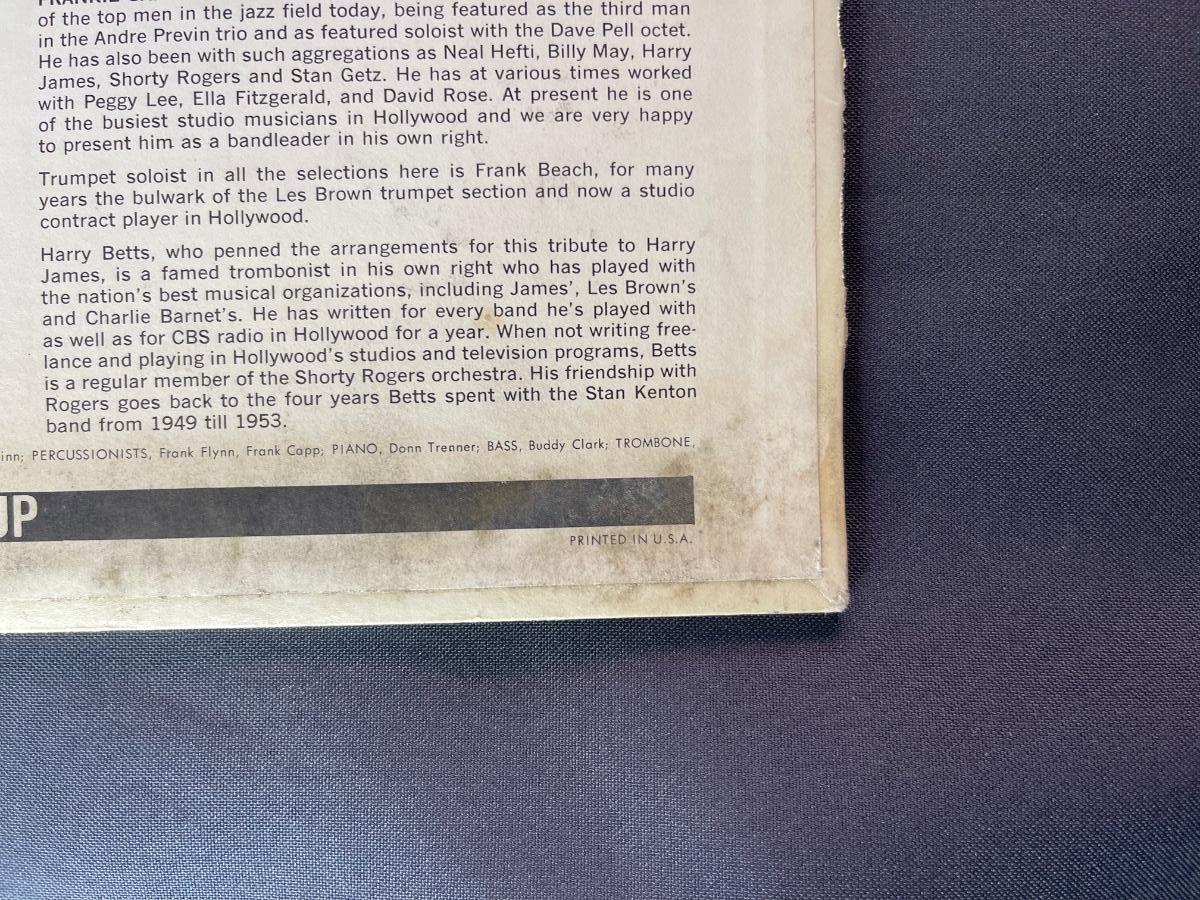 of the top men in the jazz field today, being featured as the third man
in the Andre Previn trio and as featured soloist with the Dave Pell octet.
He has also been with such aggregations as Neal Hefti, Billy May, Harry
James, Shorty Rogers and Stan Getz. He has at various times worked
with Peggy Lee, Ella Fitzgerald, and David Rose. At present he is one
of the busiest studio musicians in Hollywood and we are very happy
to present him as a bandleader in his own right.
Trumpet soloist in all the selections here is Frank Beach, for many
years the bulwark of the Les Brown trumpet section and now a studio
contract player in Hollywood.
Harry Betts, who penned the arrangements for this tribute to Harry
James, is a famed trombonist in his own right who has played with
the nation's best musical organizations, including James', Les Brown's
and Charlie Barnet's. He has written for every band he's played with
as well as for CBS radio in Hollywood for a year. When not writing free-
lance and playing in Hollywood's studios and television programs, Betts
is a regular member of the Shorty Rogers orchestra. His friendship with
Rogers goes back to the four years Betts spent with the Stan Kenton
band from 1949 till 1953.
inn; PERCUSSIONISTS, Frank Flynn, Frank Capp; PIANO, Donn Trenner; BASS, Buddy Clark; TROMBONE,
UP
PRINTED IN U.S.A.